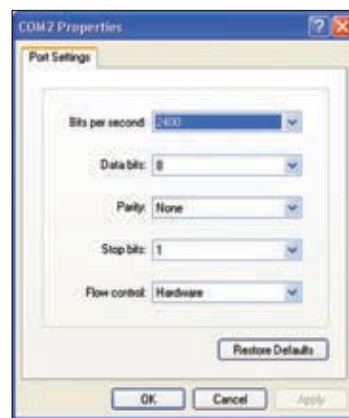 COM2 Properties
Port Settings
Bits per second: 2400
Data bits: 8
Parity: None
Stop bits: 1
Flow control: Hardware
Restore Defaults
OK Cancel Apply